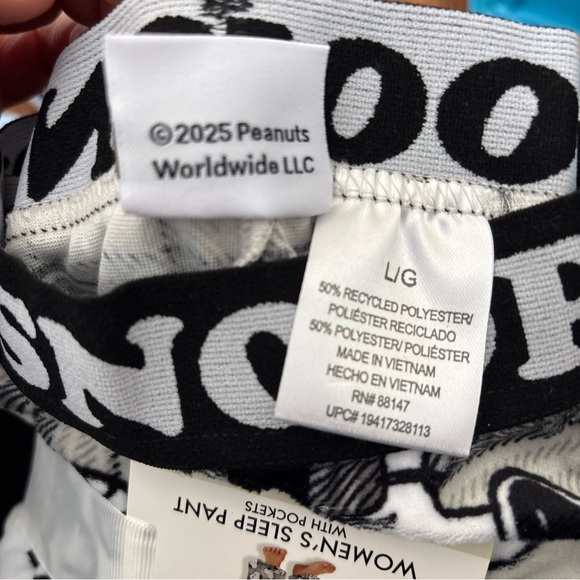 ©2025 Peanuts
Worldwide LLC
L/G
50% RECYCLED POLYESTER/
POLIÉSTER RECICLADO
50% POLYESTER/POLIÉSTER
MADE IN VIETNAM
HECHO EN VIETNAM
RN# 88147
UPC# 19417328113
SNOOP
WOMEN'S SLEEP PANT
WITH POCKETS